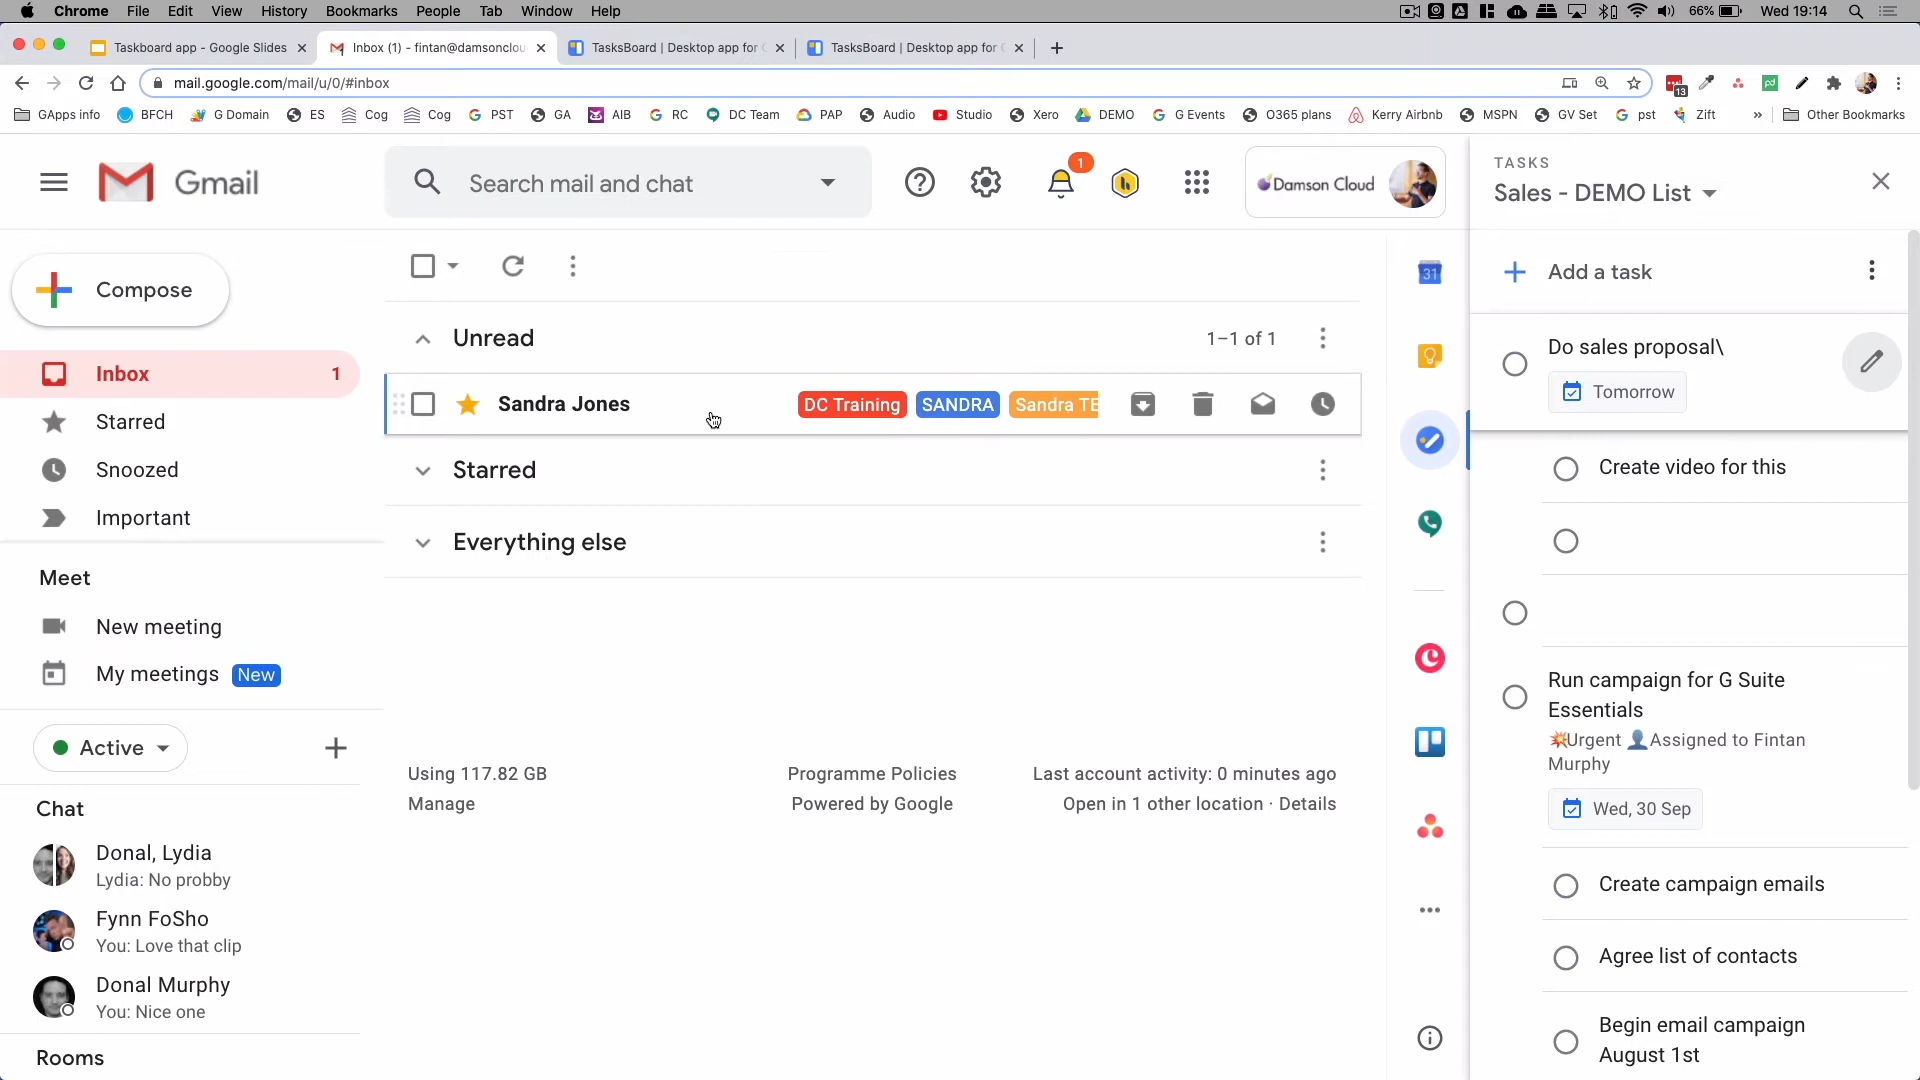 Chrome File Edit View History Bookmarks People Tab Window Help 66% Wed 19:14
Taskboard app - Google Slides Inbox (1) - fintan@damsonclou TasksBoard | Desktop app for TasksBoard | Desktop app for
mail.google.com/mail/u/0/#inbox 13
GApps info BFCH G Domain ES Cog Cog PST GA AIB RC DC Team PAP Audio Studio Xero DEMO G Events O365 plans Kerry Airbnb MSPN GV Set pst Zift » Other Bookmarks
Gmail
Search mail and chat
1
Damson Cloud
TASKS
Sales - DEMO List
Compose
Inbox 1
Starred
Snoozed
Important
Meet
New meeting
My meetings New
Active
Chat
Donal, Lydia
Lydia: No probby
Fynn FoSho
You: Love that clip
Donal Murphy
You: Nice one
Rooms
Unread 1–1 of 1
Sandra Jones DC Training SANDRA Sandra TE
Starred
Everything else
Using 117.82 GB
Manage
Programme Policies
Powered by Google
Last account activity: 0 minutes ago
Open in 1 other location · Details
31
Add a task
Do sales proposal\
Tomorrow
Create video for this
Run campaign for G Suite
Essentials
Urgent Assigned to Fintan
Murphy
Wed, 30 Sep
Create campaign emails
Agree list of contacts
Begin email campaign
August 1st